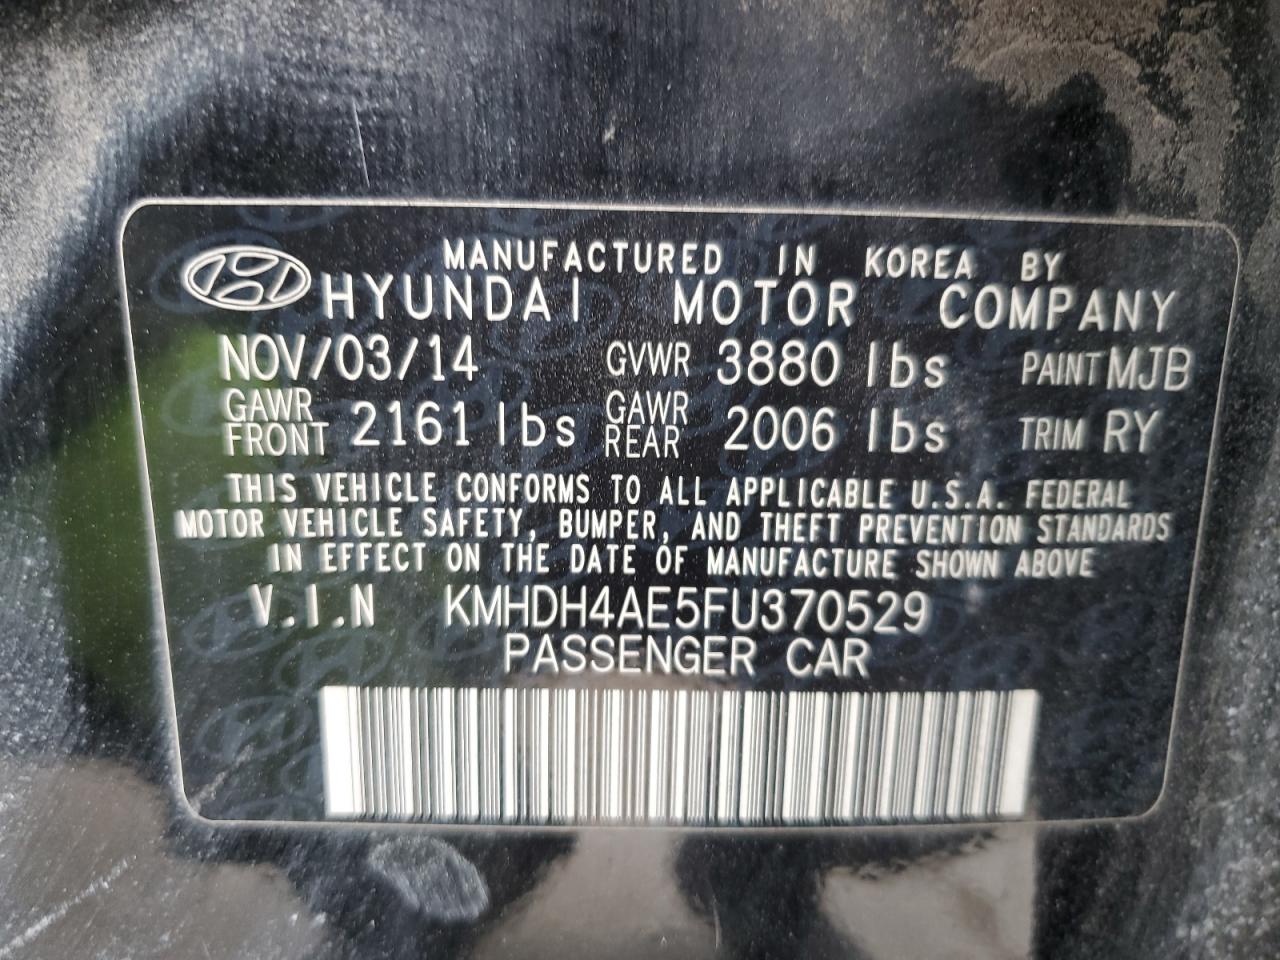 MANUFACTURED IN KOREA BY
HYUNDAI MOTOR COMPANY
NOV/03/14 GVWR 3880 lbs PAINT MJB
GAWR FRONT 2161 lbs GAWR REAR 2006 lbs TRIM RY
THIS VEHICLE CONFORMS TO ALL APPLICABLE U.S.A. FEDERAL
MOTOR VEHICLE SAFETY, BUMPER, AND THEFT PREVENTION STANDARDS
IN EFFECT ON THE DATE OF MANUFACTURE SHOWN ABOVE
V.I.N KMHDH4AE5FU370529
PASSENGER CAR